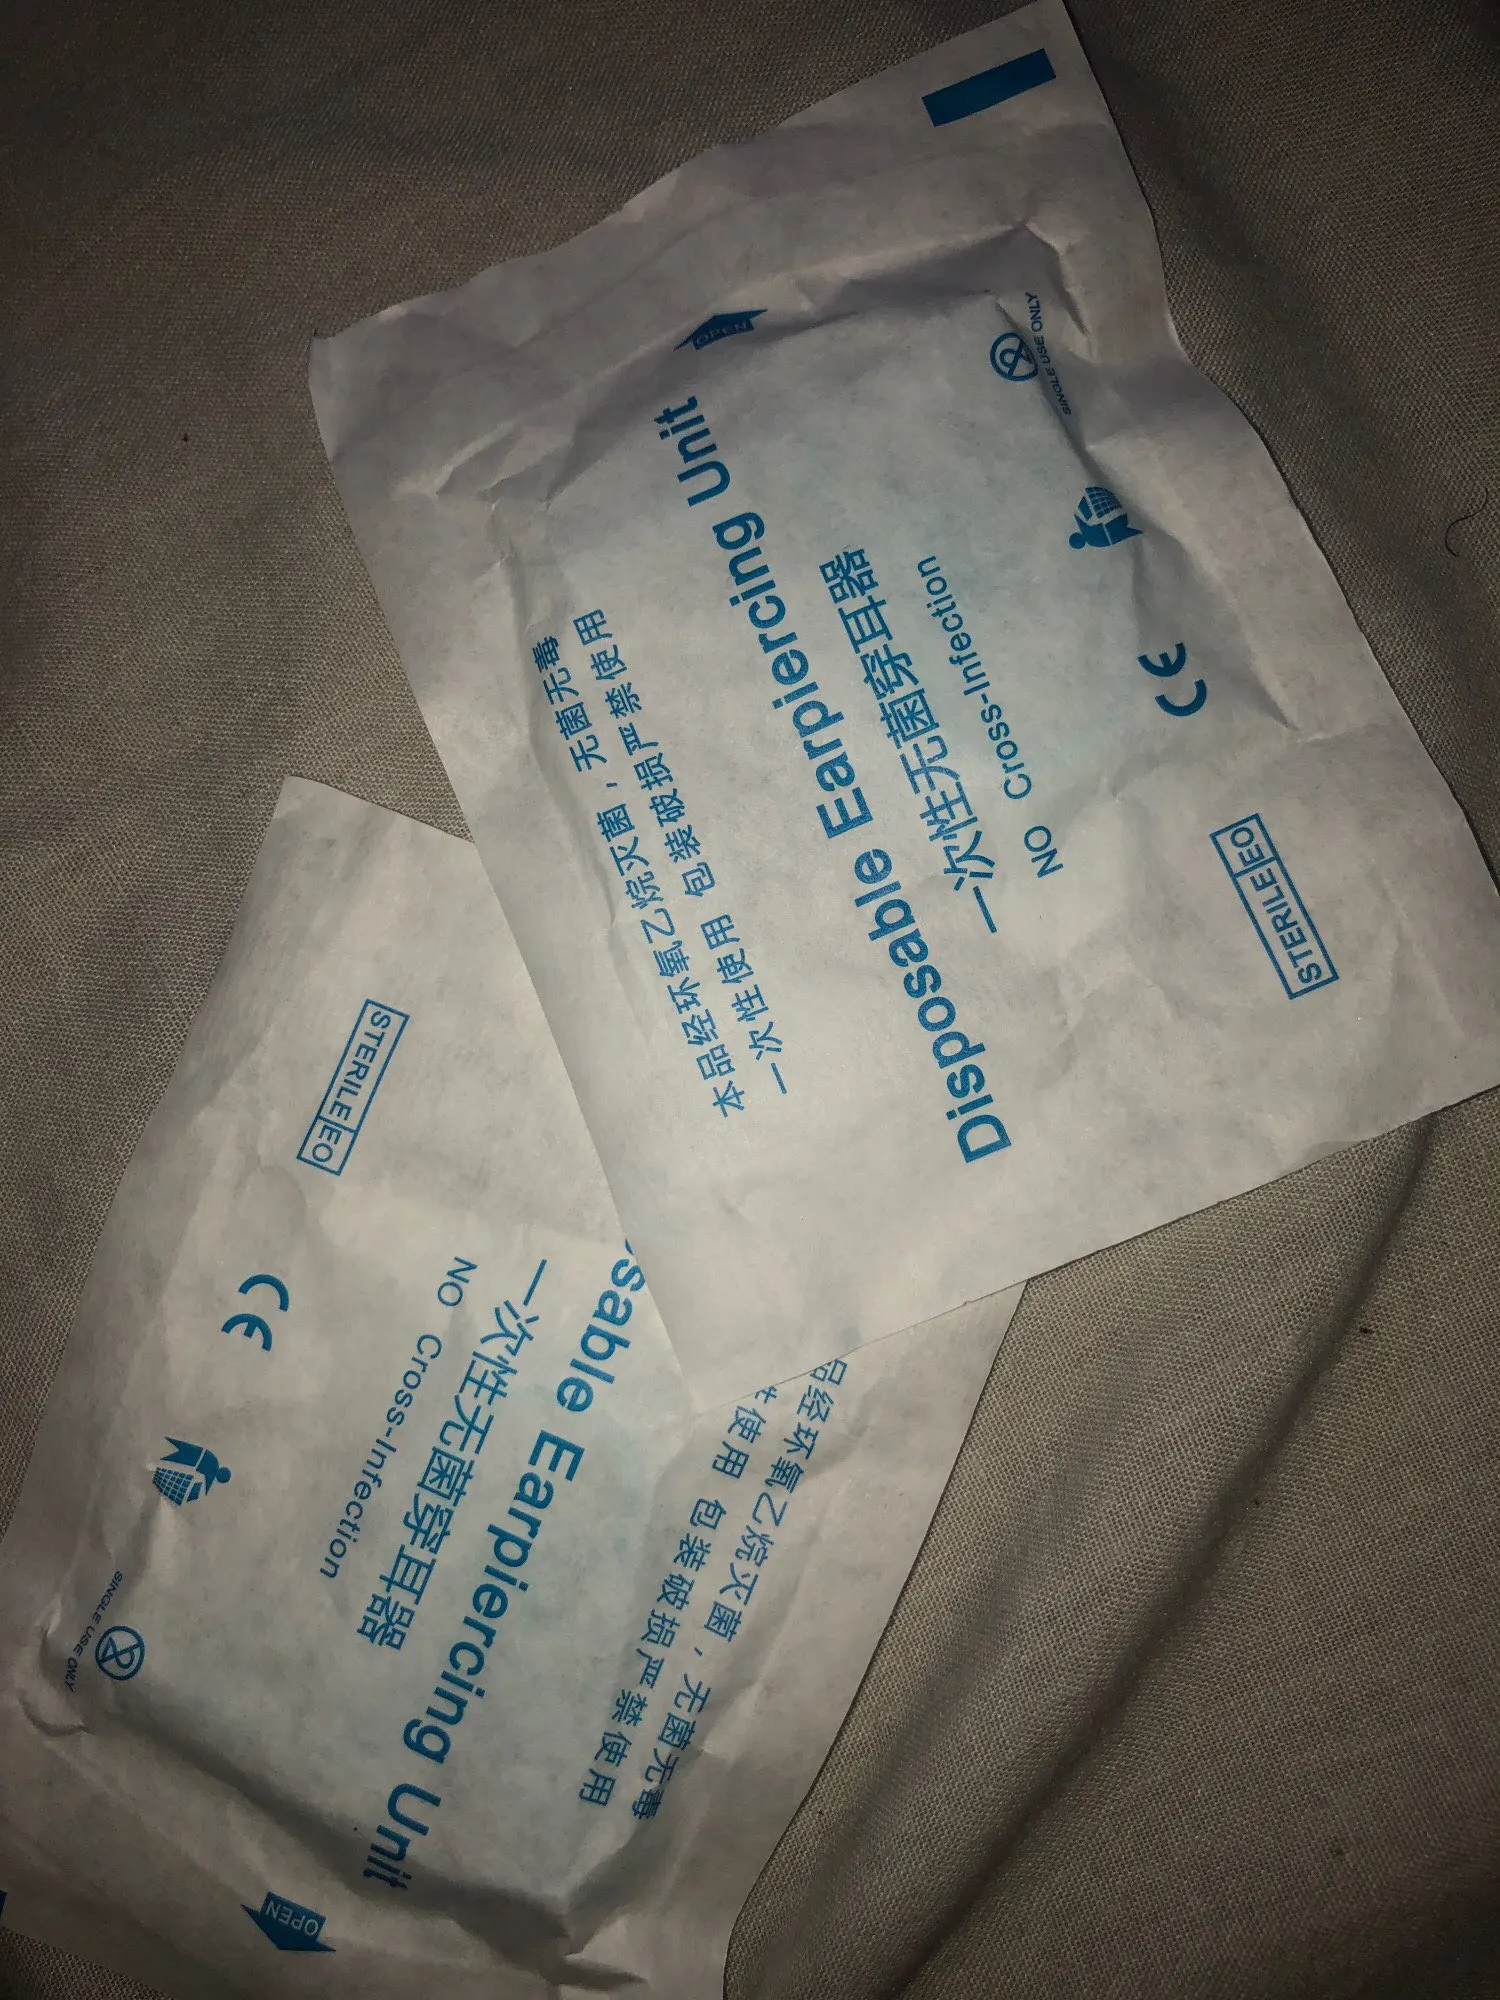 OPEN
本品经环氧乙烷灭菌，无菌无毒
一次性使用 包装破损严禁使用
Disposable Earpiercing Unit
一次性无菌穿耳器
NO Cross-Infection
SINGLE USE ONLY
CE
STERILE EO
STERILE EO
CE
SINGLE USE ONLY
NO Cross-Infection
一次性无菌穿耳器
sable Earpiercing Unit
使用 包装破损严禁使用
品经环氧乙烷灭菌，无菌无毒
OPEN